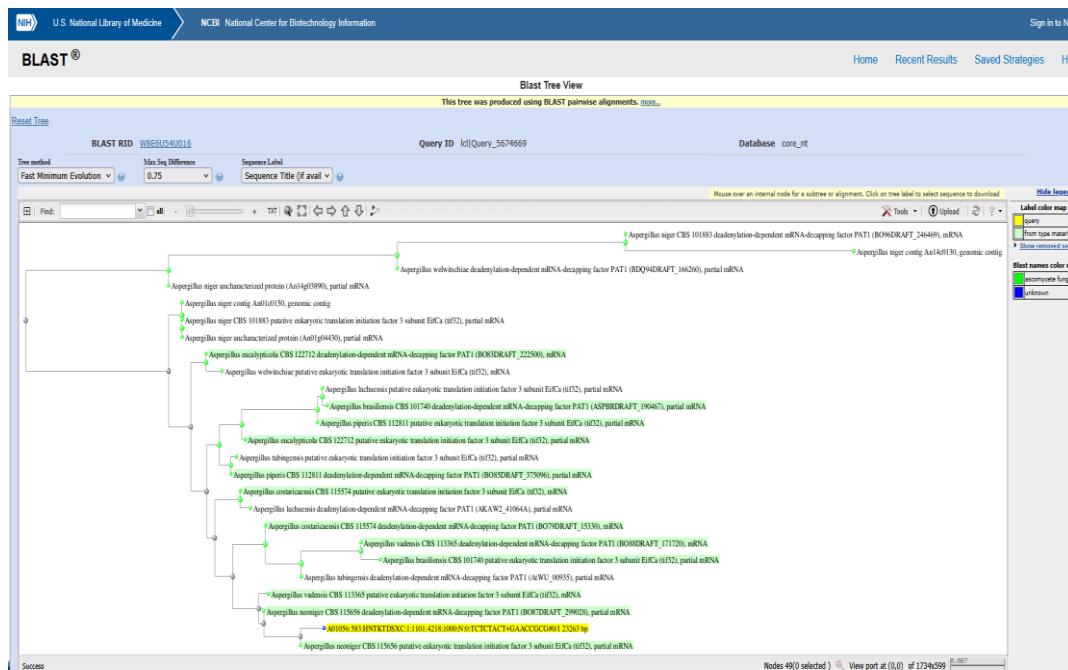 NIH U.S. National Library of Medicine NCBI National Center for Biotechnology Information Sign in to N
BLAST ® Home Recent Results Saved Strategies H
Blast Tree View
This tree was produced using BLAST pairwise alignments. more...
Reset Tree
BLAST RID W8E6U54U016 Query ID lcl|Query_5674669 Database core_nt
Tree method Max Seq Difference Sequence Label
Fast Minimum Evolution 0.75 Sequence Title (if avail
Mouse over an internal node for a subtree or alignment. Click on tree label to select sequence to download Hide legend
Find: all - + TXT Tools Upload ? Label color map
query
from type materi
Show removed se
Blast names color m
ascomycete fung
unknown
Aspergillus niger CBS 101883 deadenylation-dependent mRNA-decapping factor PAT1 (BO96DRAFT_246469), mRNA
Aspergillus niger contig An14c0130, genomic contig
Aspergillus welwitschiae deadenylation-dependent mRNA-decapping factor PAT1 (BDQ94DRAFT_166260), partial mRNA
Aspergillus niger uncharacterized protein (An14g03890), partial mRNA
Aspergillus niger contig An01c0150, genomic contig
Aspergillus niger CBS 101883 putative eukaryotic translation initiation factor 3 subunit EifCa (tif32), partial mRNA
Aspergillus niger uncharacterized protein (An01g04430), partial mRNA
Aspergillus eucalypticola CBS 122712 deadenylation-dependent mRNA-decapping factor PAT1 (BO83DRAFT_222500), mRNA
Aspergillus welwitschiae putative eukaryotic translation initiation factor 3 subunit EifCa (tif32), mRNA
Aspergillus luchuensis putative eukaryotic translation initiation factor 3 subunit EifCa (tif32), partial mRNA
Aspergillus brasiliensis CBS 101740 deadenylation-dependent mRNA-decapping factor PAT1 (ASPBRDRAFT_190467), partial mRNA
Aspergillus piperis CBS 112811 putative eukaryotic translation initiation factor 3 subunit EifCa (tif32), partial mRNA
Aspergillus eucalypticola CBS 122712 putative eukaryotic translation initiation factor 3 subunit EifCa (tif32), mRNA
Aspergillus tubingensis putative eukaryotic translation initiation factor 3 subunit EifCa (tif32), partial mRNA
Aspergillus piperis CBS 112811 deadenylation-dependent mRNA-decapping factor PAT1 (BO85DRAFT_375096), partial mRNA
Aspergillus costaricaensis CBS 115574 putative eukaryotic translation initiation factor 3 subunit EifCa (tif32), mRNA
Aspergillus luchuensis deadenylation-dependent mRNA-decapping factor PAT1 (AKAW2_41064A), partial mRNA
Aspergillus costaricaensis CBS 115574 deadenylation-dependent mRNA-decapping factor PAT1 (BO79DRAFT_15330), mRNA
Aspergillus vadensis CBS 113365 deadenylation-dependent mRNA-decapping factor PAT1 (BO88DRAFT_171720), mRNA
Aspergillus brasiliensis CBS 101740 putative eukaryotic translation initiation factor 3 subunit EifCa (tif32), mRNA
Aspergillus tubingensis deadenylation-dependent mRNA-decapping factor PAT1 (AtWU_00935), partial mRNA
Aspergillus vadensis CBS 113365 putative eukaryotic translation initiation factor 3 subunit EifCa (tif32), mRNA
Aspergillus neoniger CBS 115656 deadenylation-dependent mRNA-decapping factor PAT1 (BO87DRAFT_299028), partial mRNA
A01056:583:HNTKTDSXC:1:1101:4218:1000:N:0:TCTCTACT+GAACCGCG#0/1 23263 bp
Aspergillus neoniger CBS 115656 putative eukaryotic translation initiation factor 3 subunit EifCa (tif32), partial mRNA
Success Nodes 49(0 selected) View port at (0,0) of 1734x599 0.007